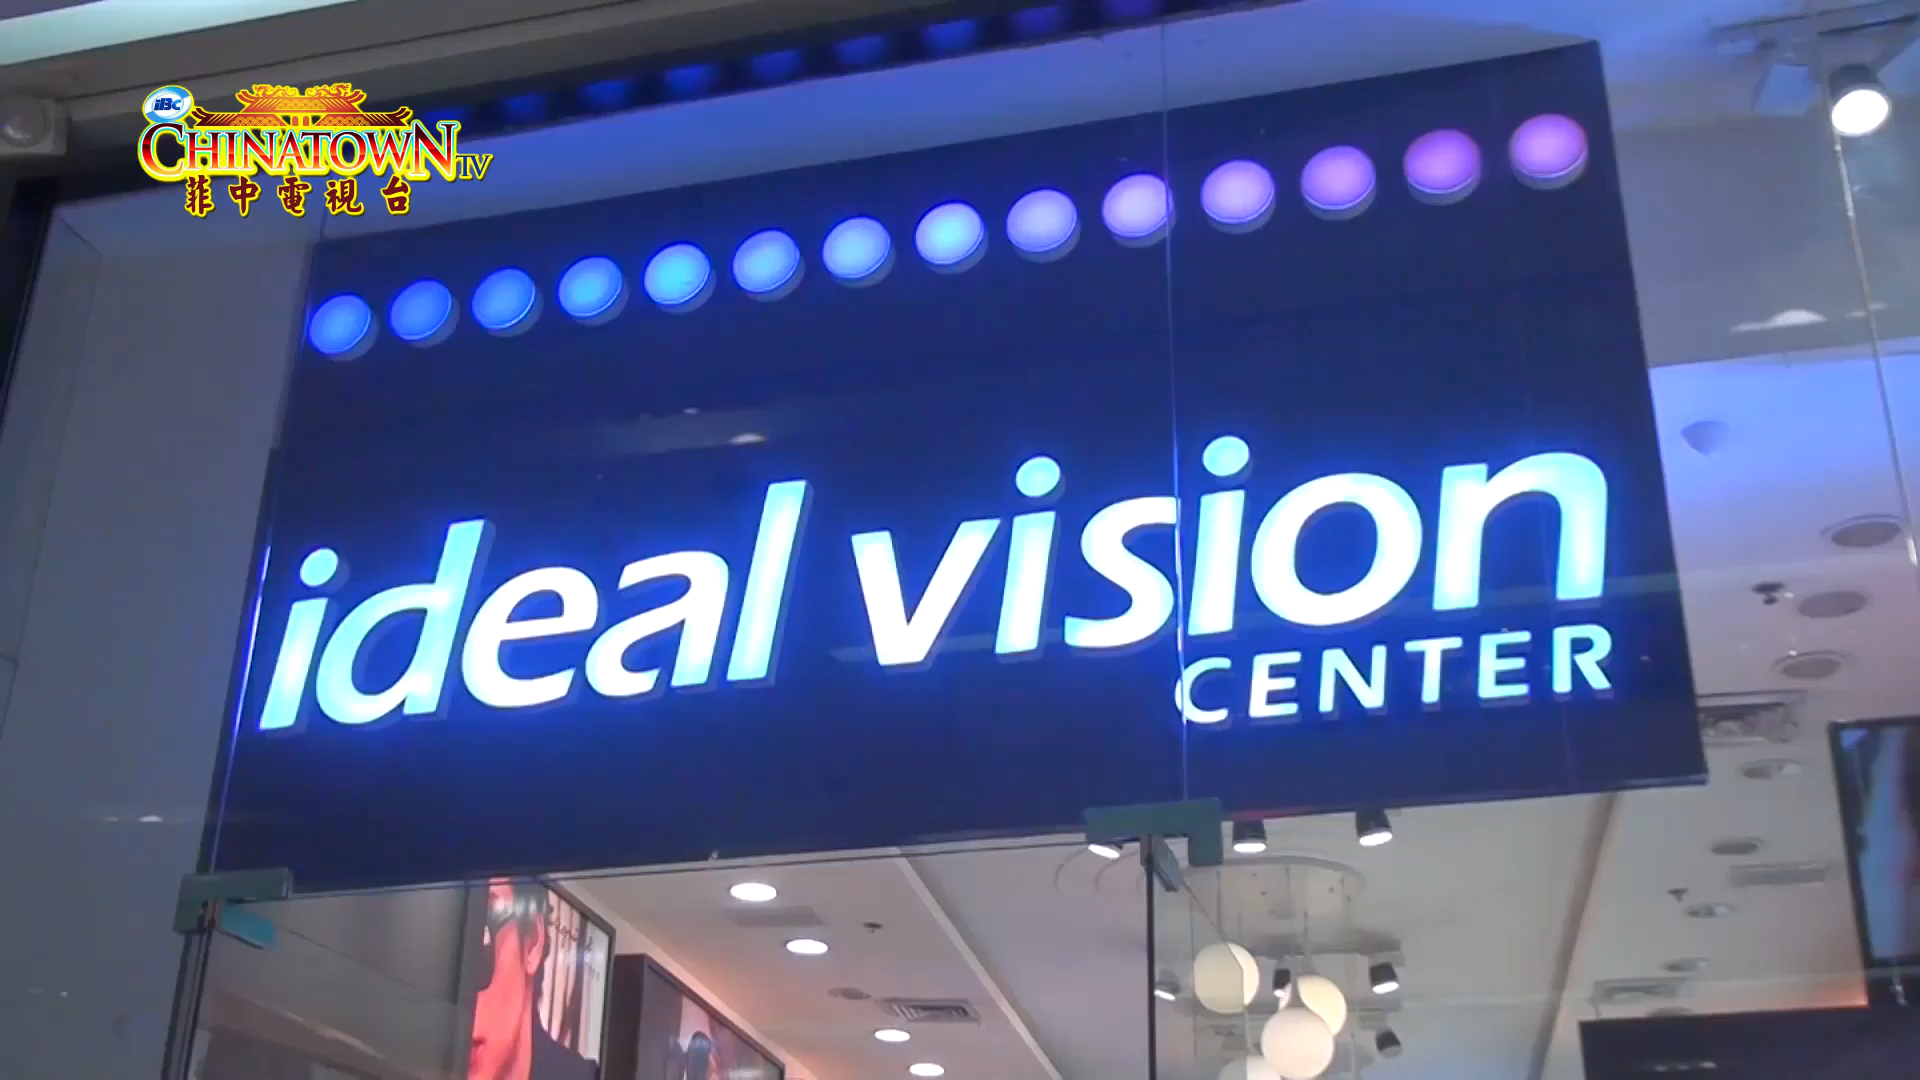 iBC
CHINATOWN TV
菲中電視台
ideal vision
CENTER